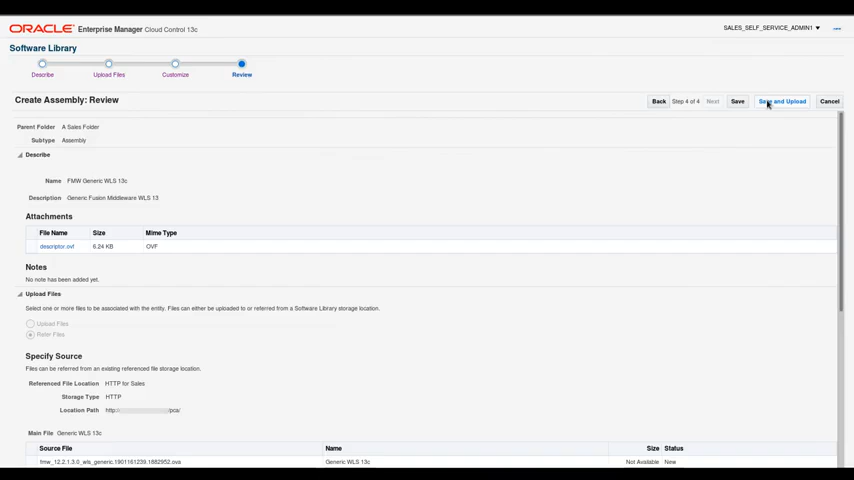 ORACLE Enterprise Manager Cloud Control 13c
SALES_SELF_SERVICE_ADMIN1
Software Library
Describe Upload Files Customize Review
Create Assembly: Review
Back Step 4 of 4 Next Save Save and Upload Cancel
Parent Folder A Sales Folder
Subtype Assembly
Describe
Name FMW Generic WLS 13c
Description Generic Fusion Middleware WLS 13
Attachments
File Name Size Mime Type
descriptor.ovf 6.24 KB OVF
Notes
No note has been added yet.
Upload Files
Select one or more files to be associated with the entity. Files can either be uploaded to or referred from a Software Library storage location.
Upload Files
Refer Files
Specify Source
Files can be referred from an existing referenced file storage location.
Referenced File Location HTTP for Sales
Storage Type HTTP
Location Path http:/ /pca/
Main File Generic WLS 13c
Source File Name Size Status
fmw_12.2.1.3.0_wls_generic.1901161239.1882952.ova Generic WLS 13c Not Available New